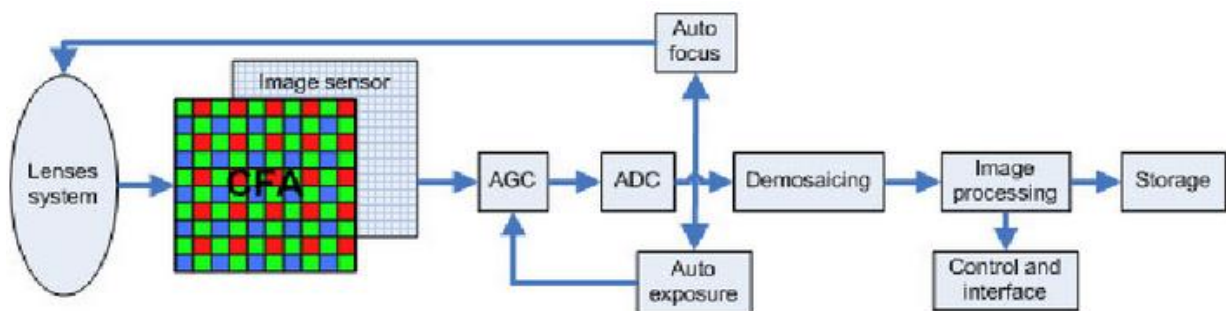 Auto
focus
Image sensor
Lenses
system
CFA
AGC
ADC
Demosaicing
Image
processing
Storage
Auto
exposure
Control and
interface